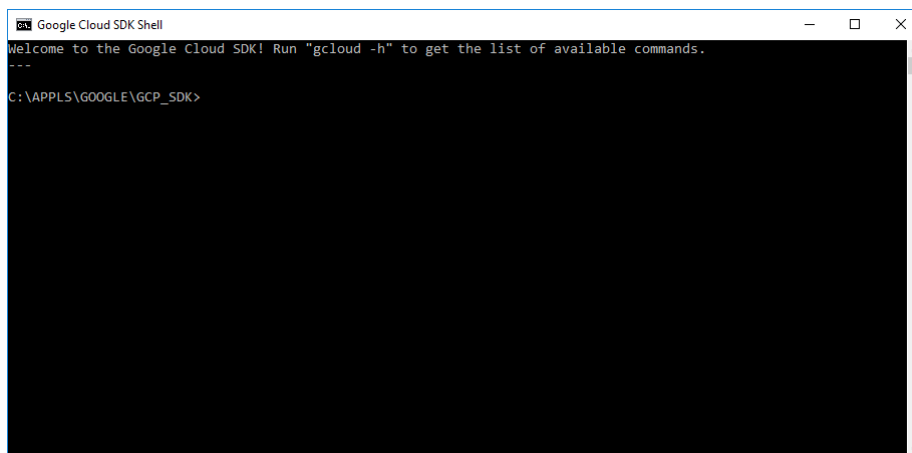 Google Cloud SDK Shell
Welcome to the Google Cloud SDK! Run "gcloud -h" to get the list of available commands.
---
C:\APPLS\GOOGLE\GCP_SDK>